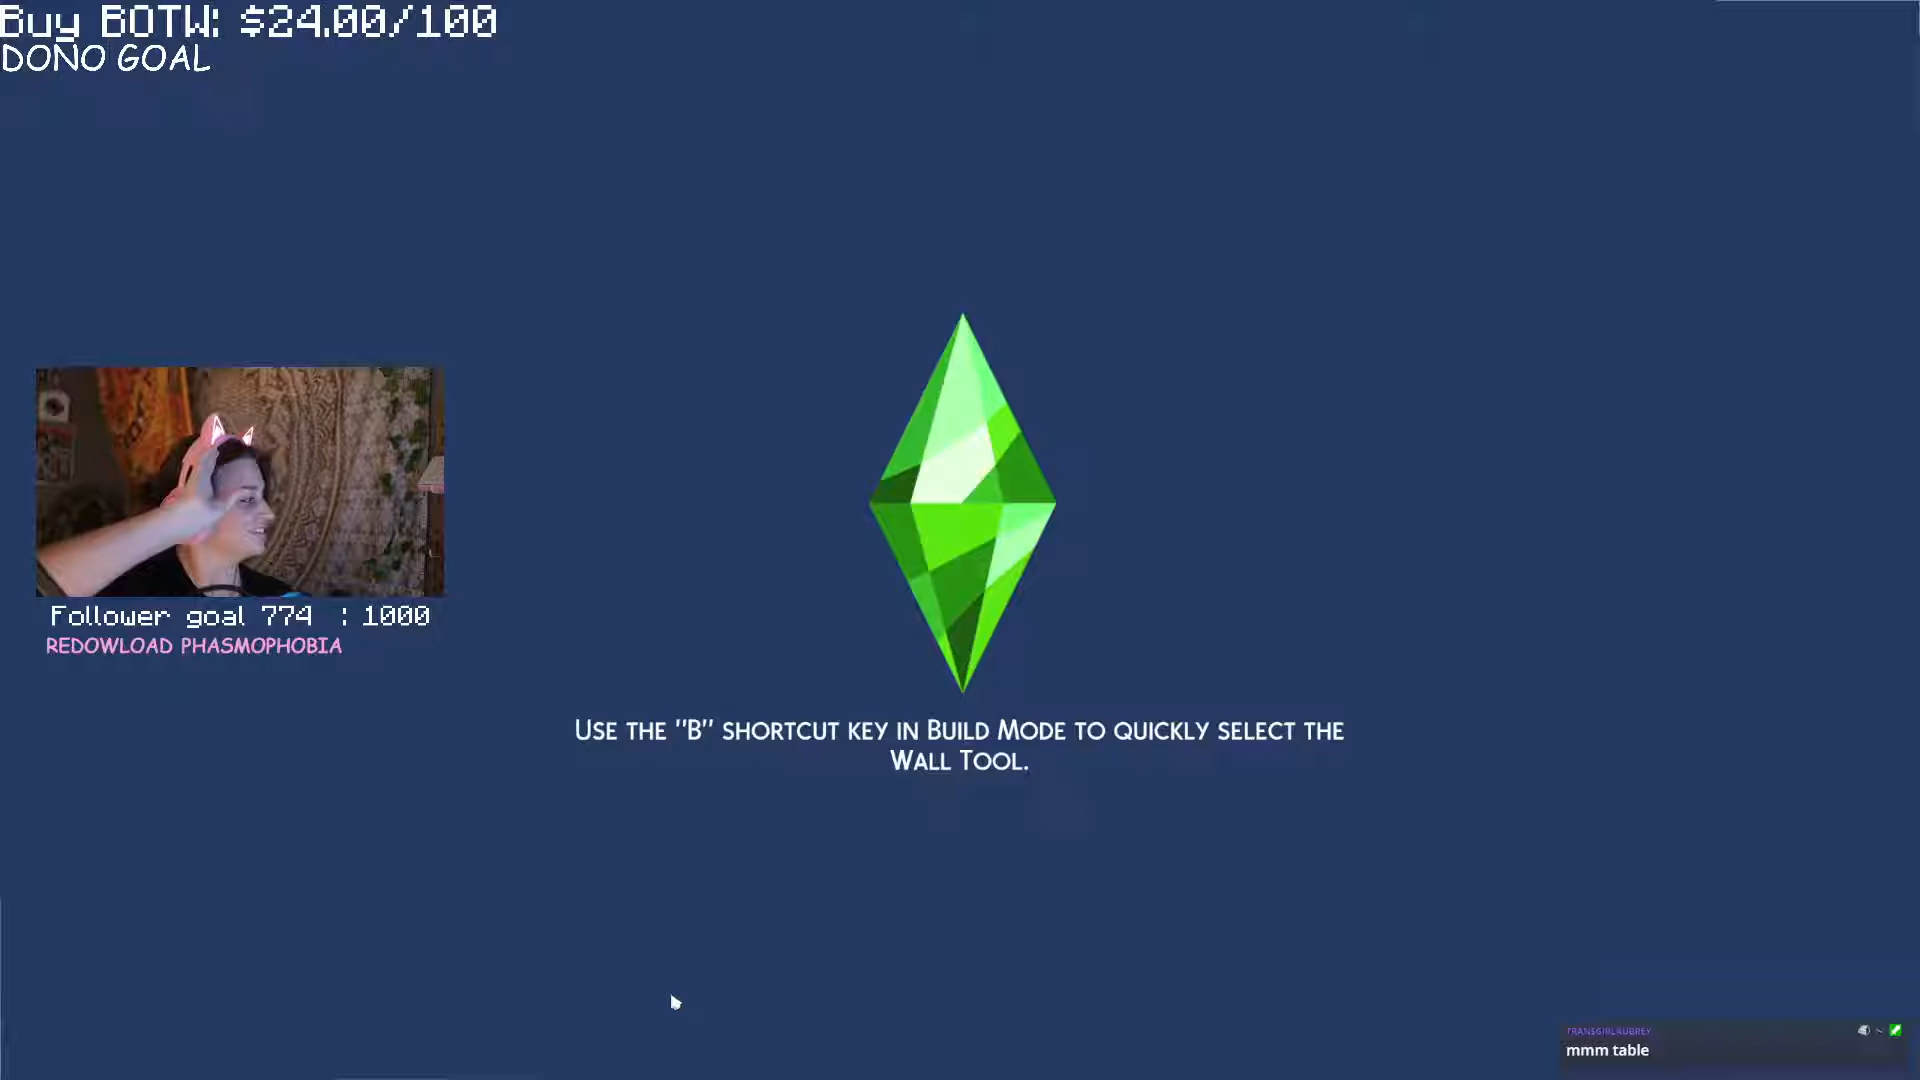 Buy BOTW: $24.00/100
DONO GOAL
Follower goal 774 : 1000
REDOWLOAD PHASMOPHOBIA
USE THE "B" SHORTCUT KEY IN BUILD MODE TO QUICKLY SELECT THE
WALL TOOL.
TRANSGIRLAUBREY
mmm table